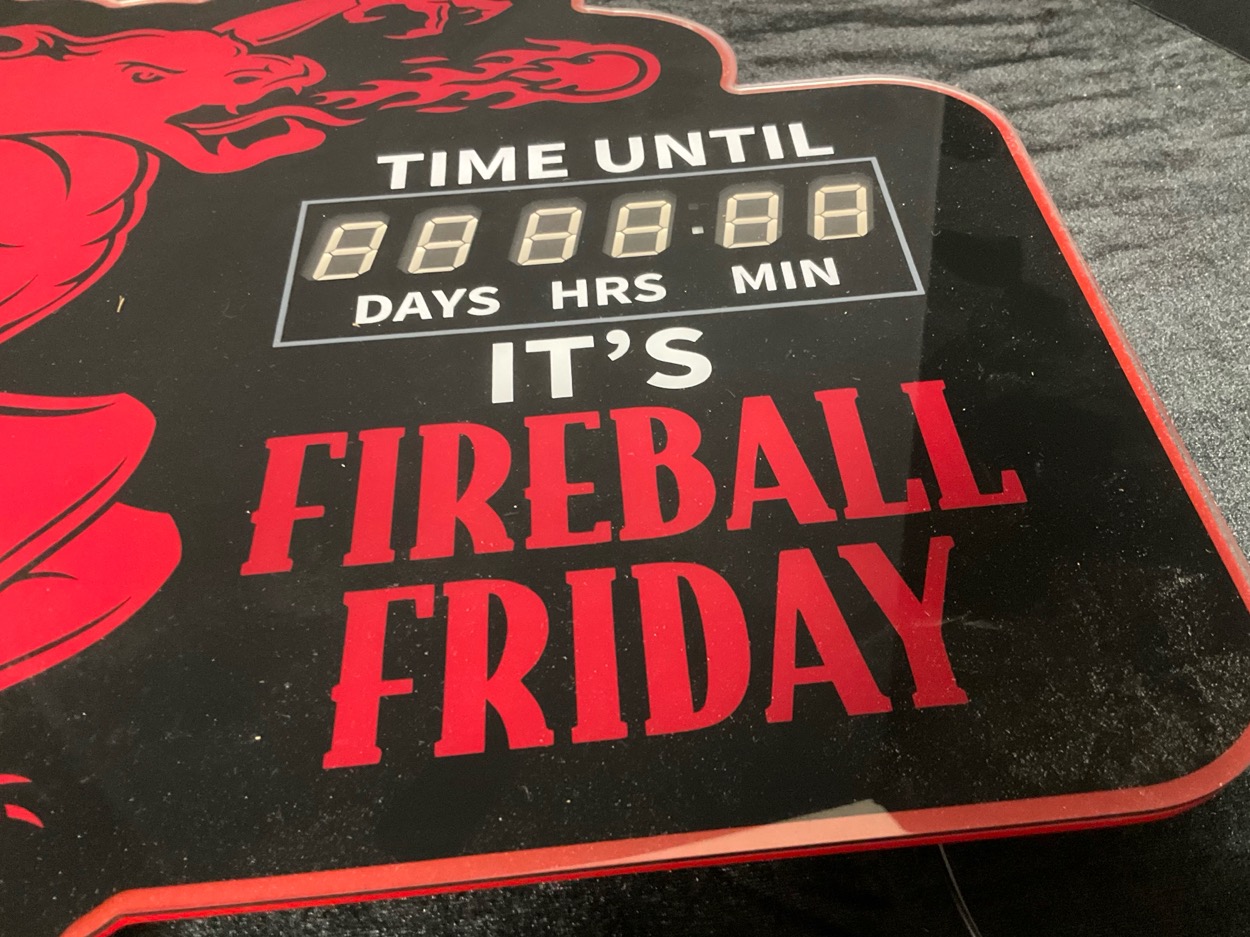 TIME UNTIL
DAYS HRS MIN
IT'S
FIREBALL
FRIDAY